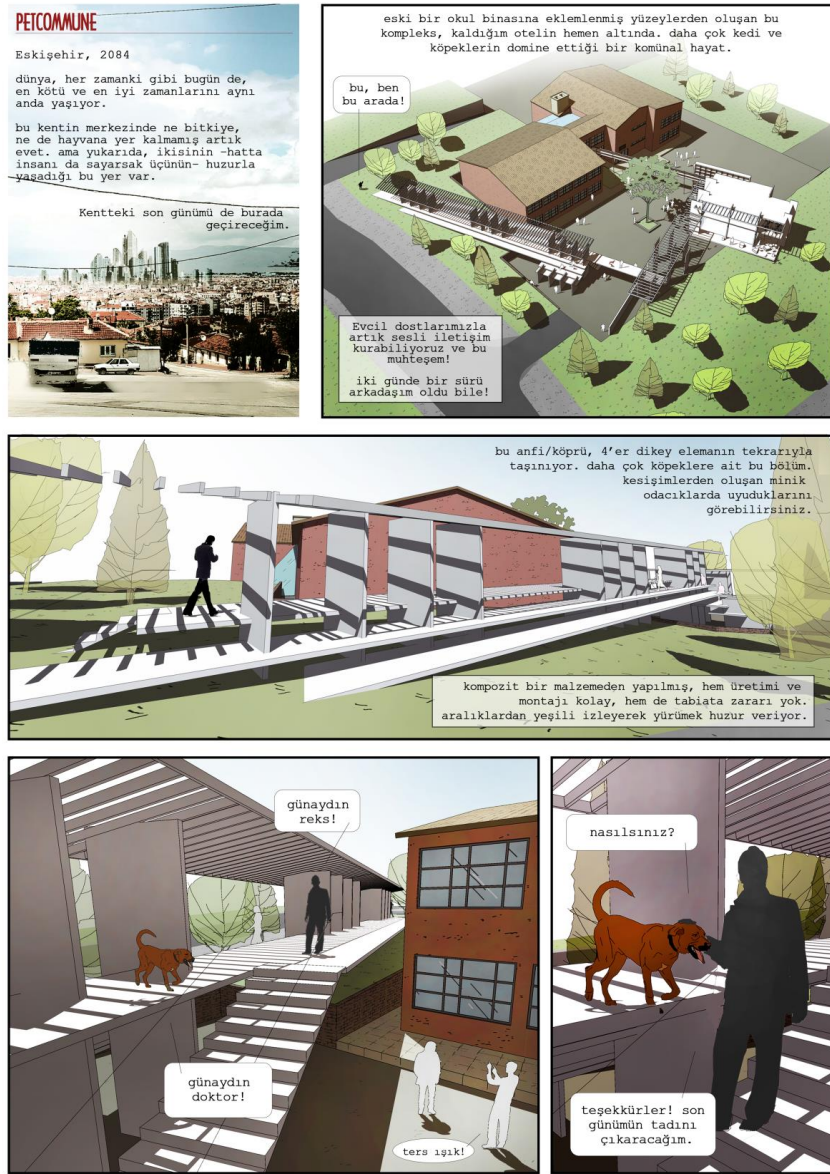 PETCOMMUNE
Eskişehir, 2084
dünya, her zamanki gibi bugün de,
en kötü ve en iyi zamanlarını aynı
anda yaşıyor.
bu kentin merkezinde ne bitkiye,
ne de hayvana yer kalmamış artık
evet. ama yukarıda, ikisinin -hatta
insanı da sayarsak üçünün- huzurla
yaşadığı bu yer var.
Kentteki son günümü de burada
geçireceğim.
eski bir okul binasına eklemlenmiş yüzeylerden oluşan bu
kompleks, kaldığım otelin hemen altında. daha çok kedi ve
köpeklerin domine ettiği bir komünal hayat.
bu, ben
bu arada!
Evcil dostlarımızla
artık sesli iletişim
kurabiliyoruz ve bu
muhteşem!
iki günde bir sürü
arkadaşım oldu bile!
bu anfi/köprü, 4'er dikey elemanın tekrarıyla
taşınıyor. daha çok köpeklere ait bu bölüm.
kesişimlerden oluşan minik
odacıklarda uyuduklarını
görebilirsiniz.
kompozit bir malzemeden yapılmış, hem üretimi ve
montajı kolay, hem de tabiata zararı yok.
aralıklardan yeşili izleyerek yürümek huzur veriyor.
günaydın
reks!
günaydın
doktor!
ters ışık!
nasılsınız?
teşekkürler! son
günümün tadını
çıkaracağım.